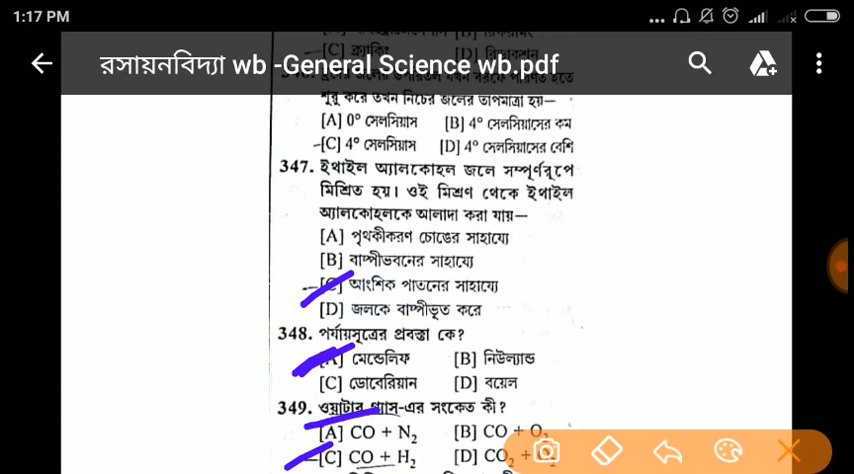 1:17 PM
রসায়নবিদ্যা wb -General Science wb.pdf
[C] ক্র্যাকিং
শুরু করে তখন নিচের জলের তাপমাত্রা হয়—
[A] 0° সেলসিয়াস [B] 4° সেলসিয়াসের কম
[C] 4° সেলসিয়াস [D] 4° সেলসিয়াসের বেশি
347. ইথাইল অ্যালকোহল জলে সম্পূর্ণরূপে
মিশ্রিত হয়। ওই মিশ্রণ থেকে ইথাইল
অ্যালকোহলকে আলাদা করা যায়—
[A] পৃথকীকরণ চোঙের সাহায্যে
[B] বাষ্পীভবনের সাহায্যে
[C] আংশিক পাতনের সাহায্যে
[D] জলকে বাষ্পীভূত করে
348. পর্যায়সূত্রের প্রবক্তা কে?
[A] মেন্ডেলিফ [B] নিউল্যান্ড
[C] ডোবেরিয়ান [D] বয়েল
349. ওয়াটার গ্যাস-এর সংকেত কী?
[A] CO + N₂ [B] CO + O₂
[C] CO + H₂ [D] CO₂ +